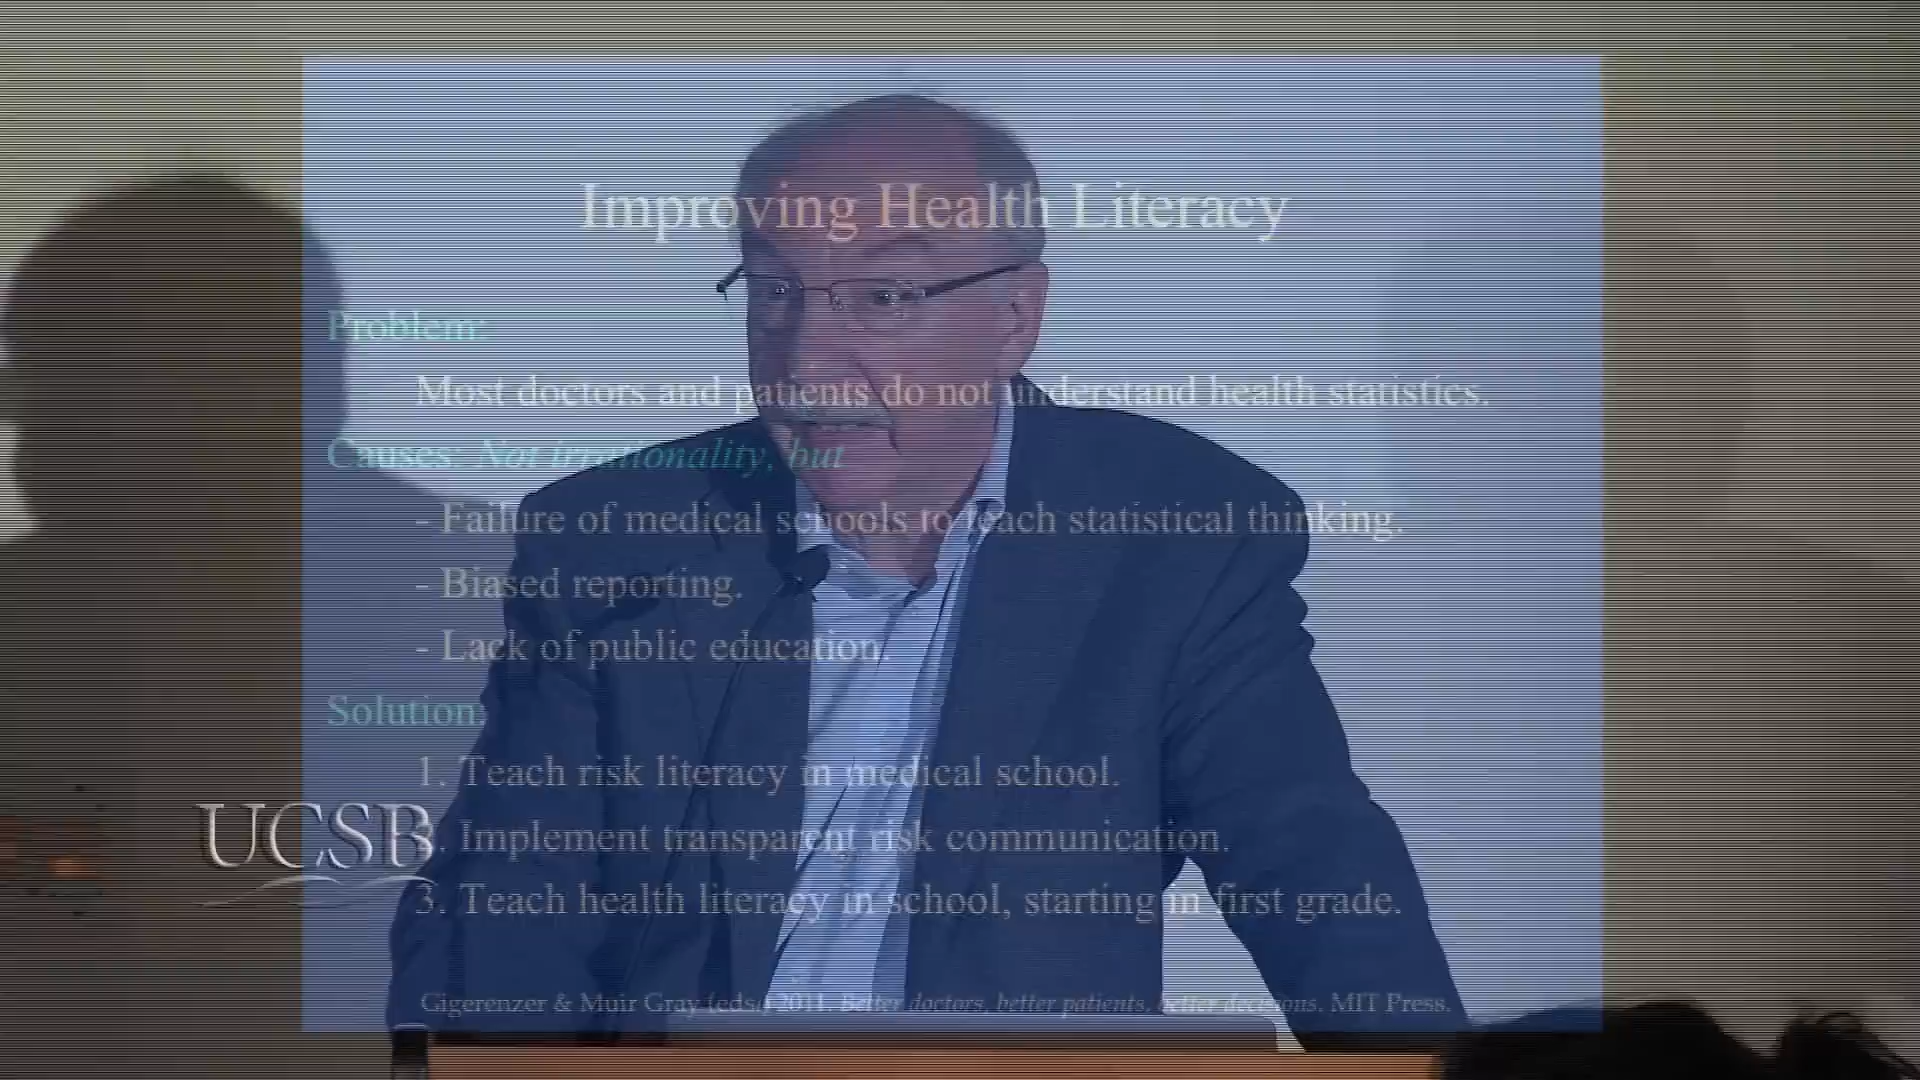 Improving Health Literacy
Problem:
Most doctors and patients do not understand health statistics.
Causes: Not irrationality, but
- Failure of medical schools to teach statistical thinking.
- Biased reporting.
- Lack of public education.
Solution:
1. Teach risk literacy in medical school.
2. Implement transparent risk communication.
3. Teach health literacy in school, starting in first grade.
Gigerenzer & Muir Gray (eds.) 2011. Better doctors, better patients, better decisions. MIT Press.
UCSB